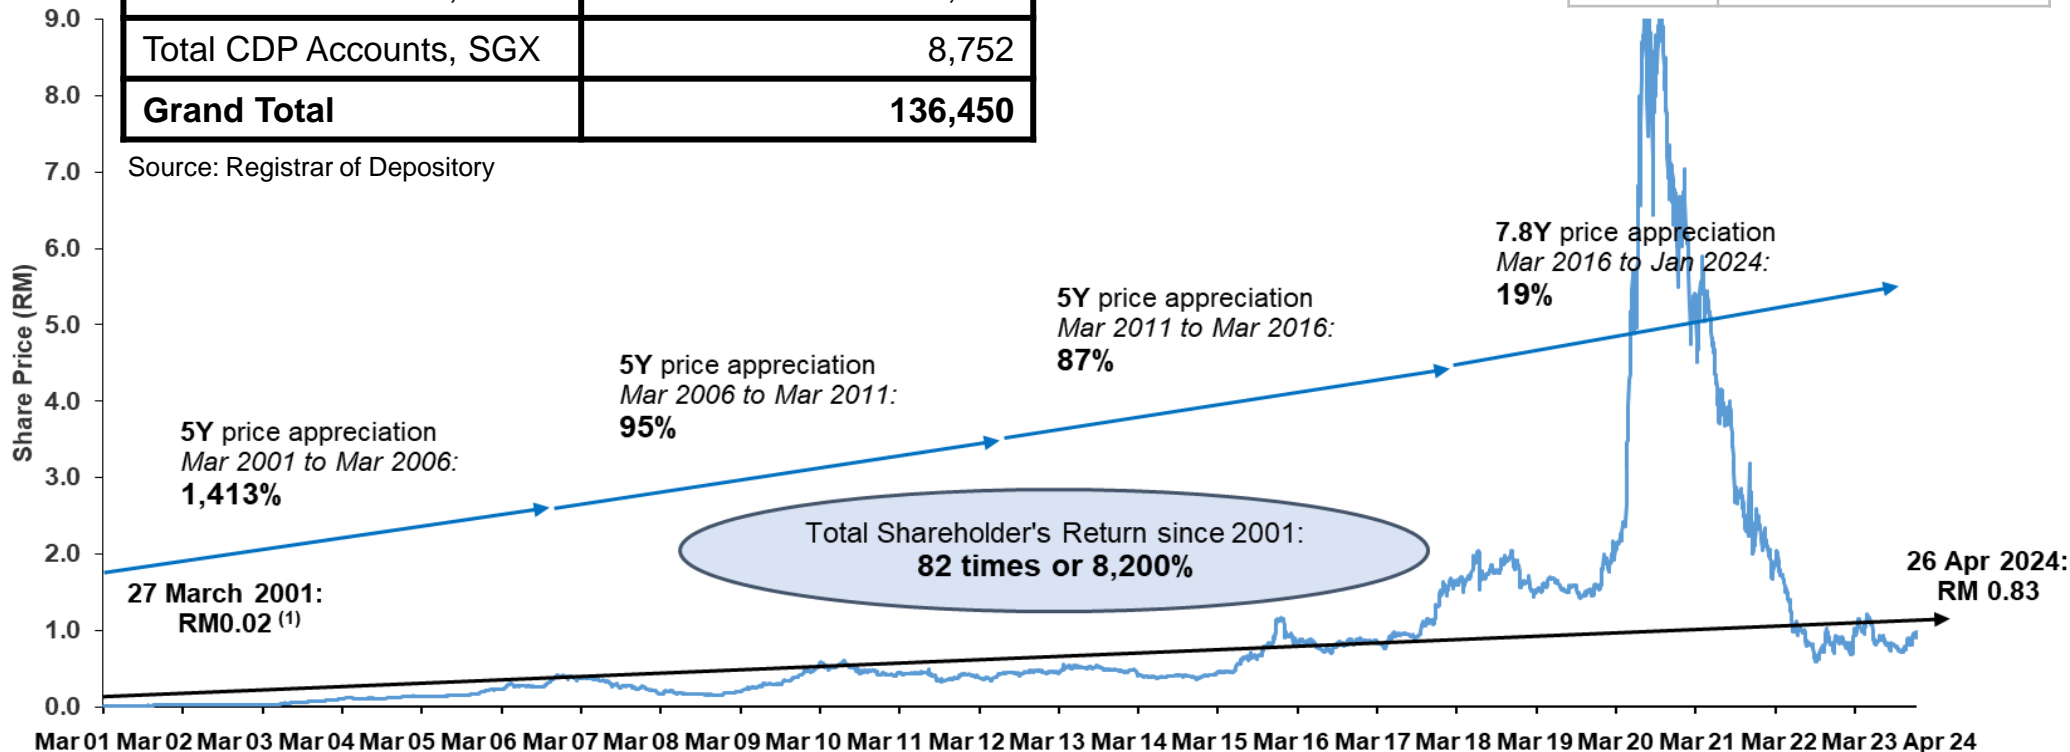 Total CDP Accounts, SGX 8,752
Grand Total 136,450
Source: Registrar of Depository
Share Price (RM)
9.0
8.0
7.0
6.0
5.0
4.0
3.0
2.0
1.0
0.0
5Y price appreciation
Mar 2001 to Mar 2006:
1,413%
5Y price appreciation
Mar 2006 to Mar 2011:
95%
5Y price appreciation
Mar 2011 to Mar 2016:
87%
7.8Y price appreciation
Mar 2016 to Jan 2024:
19%
Total Shareholder's Return since 2001:
82 times or 8,200%
27 March 2001:
RM0.02 (1)
26 Apr 2024:
RM 0.83
Mar 01 Mar 02 Mar 03 Mar 04 Mar 05 Mar 06 Mar 07 Mar 08 Mar 09 Mar 10 Mar 11 Mar 12 Mar 13 Mar 14 Mar 15 Mar 16 Mar 17 Mar 18 Mar 19 Mar 20 Mar 21 Mar 22 Mar 23 Apr 24